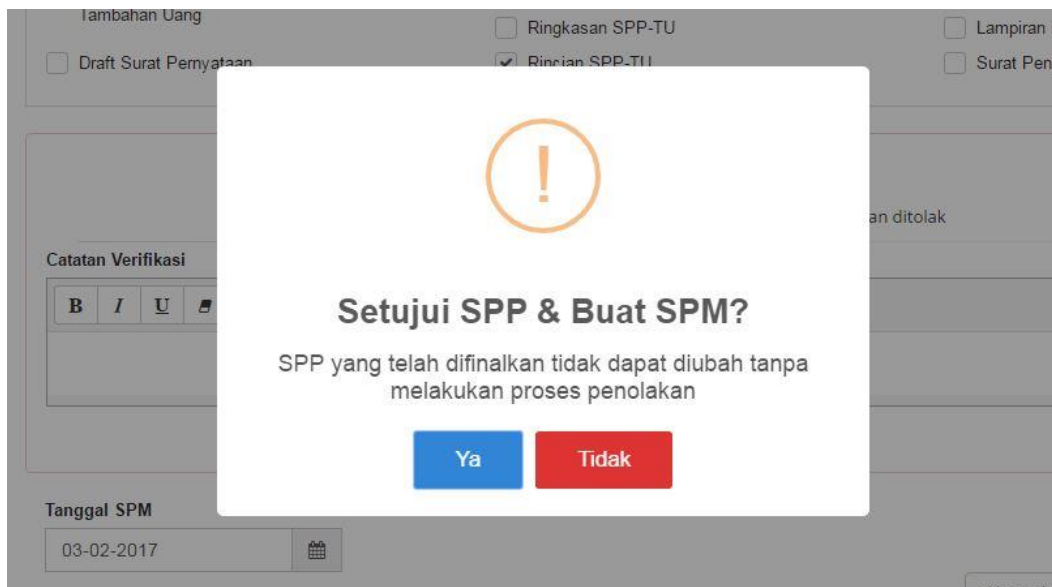 Tambahan Uang
Ringkasan SPP-TU
Lampiran
Draft Surat Pernyataan
Rincian SPP-TU
Surat Pen
an ditolak
Catatan Verifikasi
B I U
!
Setujui SPP & Buat SPM?
SPP yang telah difinalkan tidak dapat diubah tanpa
melakukan proses penolakan
Ya Tidak
Tanggal SPM
03-02-2017